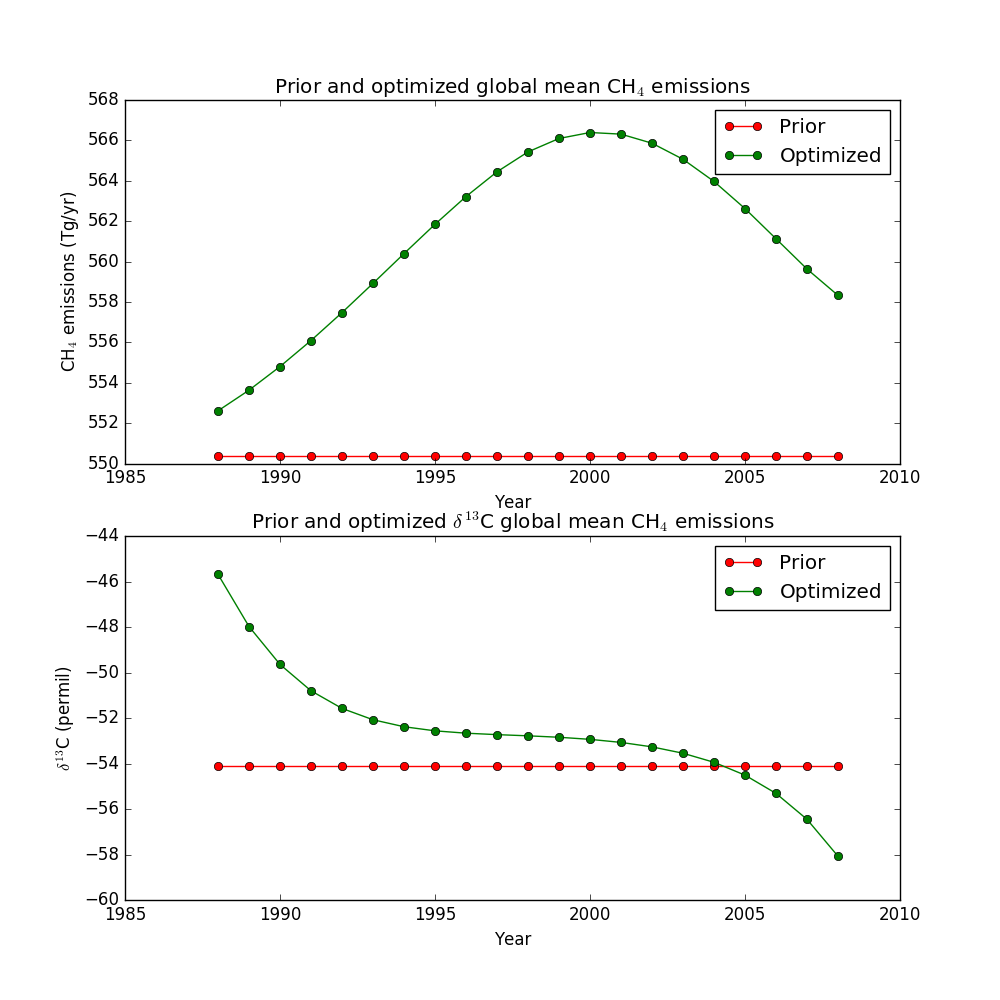 Prior and optimized global mean CH₄ emissions
568
566
564
562
560
558
556
554
552
550
CH₄ emissions (Tg/yr)
Prior
Optimized
1985 1990 1995 2000 2005 2010
Year
Prior and optimized δ¹³C global mean CH₄ emissions
−44
−46
−48
−50
−52
−54
−56
−58
−60
δ¹³C (permil)
Prior
Optimized
1985 1990 1995 2000 2005 2010
Year